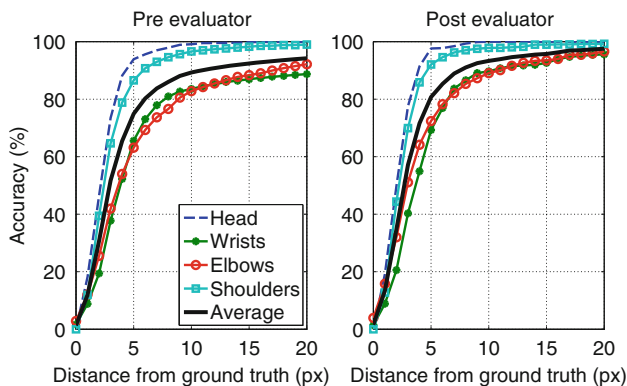 Pre evaluator
Post evaluator
Accuracy (%)
100
80
60
40
20
0
Head
Wrists
Elbows
Shoulders
Average
0
5
10
15
20
Distance from ground truth (px)
100
80
60
40
20
0
0
5
10
15
20
Distance from ground truth (px)